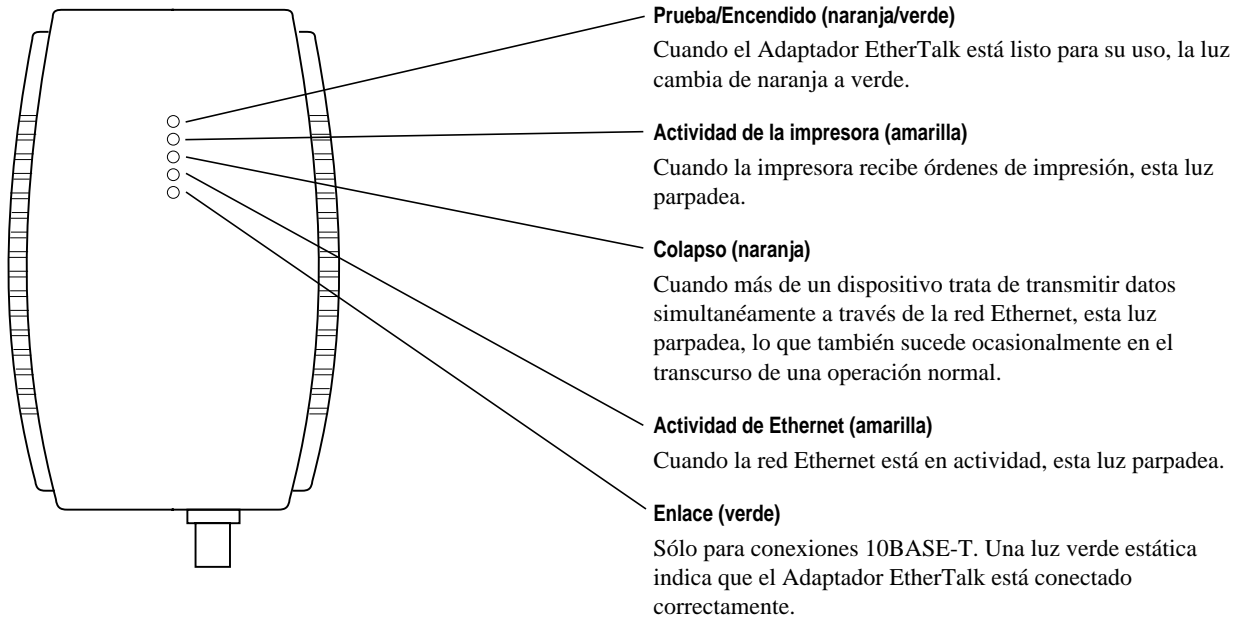 Prueba/Encendido (naranja/verde)
Cuando el Adaptador EtherTalk está listo para su uso, la luz
cambia de naranja a verde.
Actividad de la impresora (amarilla)
Cuando la impresora recibe órdenes de impresión, esta luz
parpadea.
Colapso (naranja)
Cuando más de un dispositivo trata de transmitir datos
simultanéamente a través de la red Ethernet, esta luz
parpadea, lo que también sucede ocasionalmente en el
transcurso de una operación normal.
Actividad de Ethernet (amarilla)
Cuando la red Ethernet está en actividad, esta luz parpadea.
Enlace (verde)
Sólo para conexiones 10BASE-T. Una luz verde estática
indica que el Adaptador EtherTalk está conectado
correctamente.